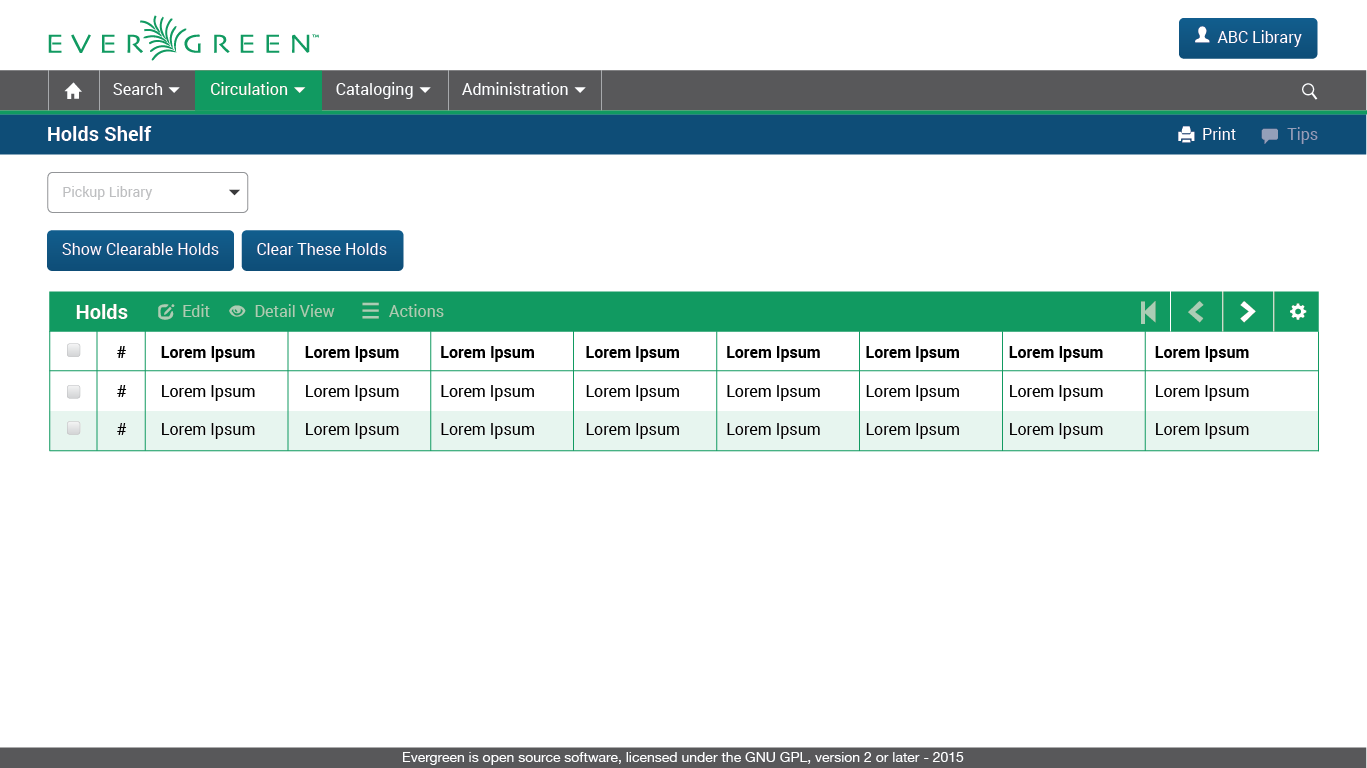 EVERGREEN™
ABC Library
Search Circulation Cataloging Administration
Holds Shelf Print Tips
Pickup Library
Show Clearable Holds Clear These Holds
Holds Edit Detail View Actions
# Lorem Ipsum Lorem Ipsum Lorem Ipsum Lorem Ipsum Lorem Ipsum Lorem Ipsum Lorem Ipsum Lorem Ipsum
# Lorem Ipsum Lorem Ipsum Lorem Ipsum Lorem Ipsum Lorem Ipsum Lorem Ipsum Lorem Ipsum Lorem Ipsum
# Lorem Ipsum Lorem Ipsum Lorem Ipsum Lorem Ipsum Lorem Ipsum Lorem Ipsum Lorem Ipsum Lorem Ipsum
Evergreen is open source software, licensed under the GNU GPL, version 2 or later - 2015